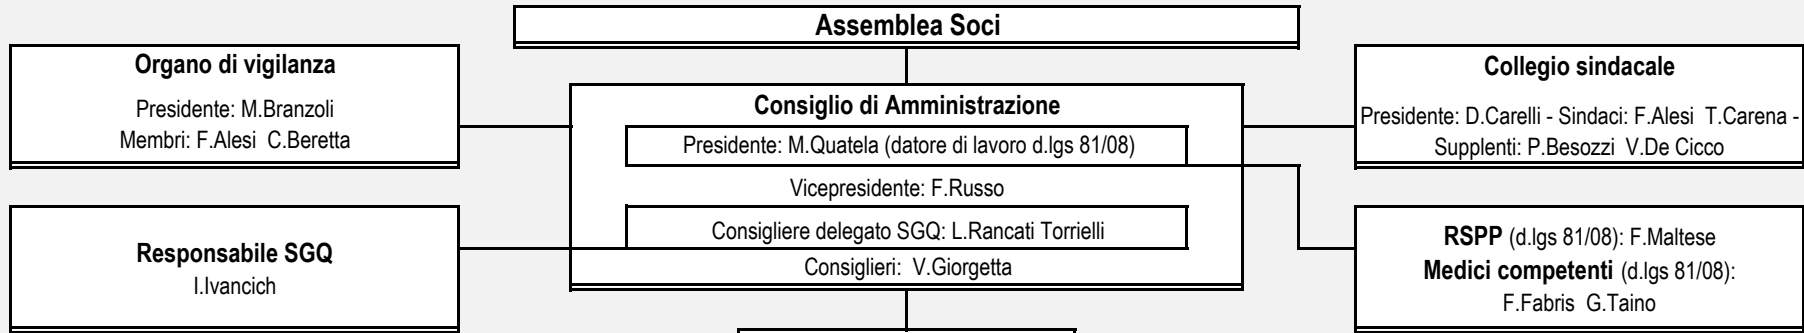 Assemblea Soci
Organo di vigilanza
Presidente: M.Branzoli
Membri: F.Alesi  C.Beretta
Consiglio di Amministrazione
Presidente: M.Quatela (datore di lavoro d.lgs 81/08)
Vicepresidente: F.Russo
Consigliere delegato SGQ: L.Rancati Torrielli
Consiglieri:  V.Giorgetta
Collegio sindacale
Presidente: D.Carelli - Sindaci: F.Alesi  T.Carena -
Supplenti: P.Besozzi  V.De Cicco
Responsabile SGQ
I.Ivancich
RSPP (d.lgs 81/08): F.Maltese
Medici competenti (d.lgs 81/08):
F.Fabris  G.Taino